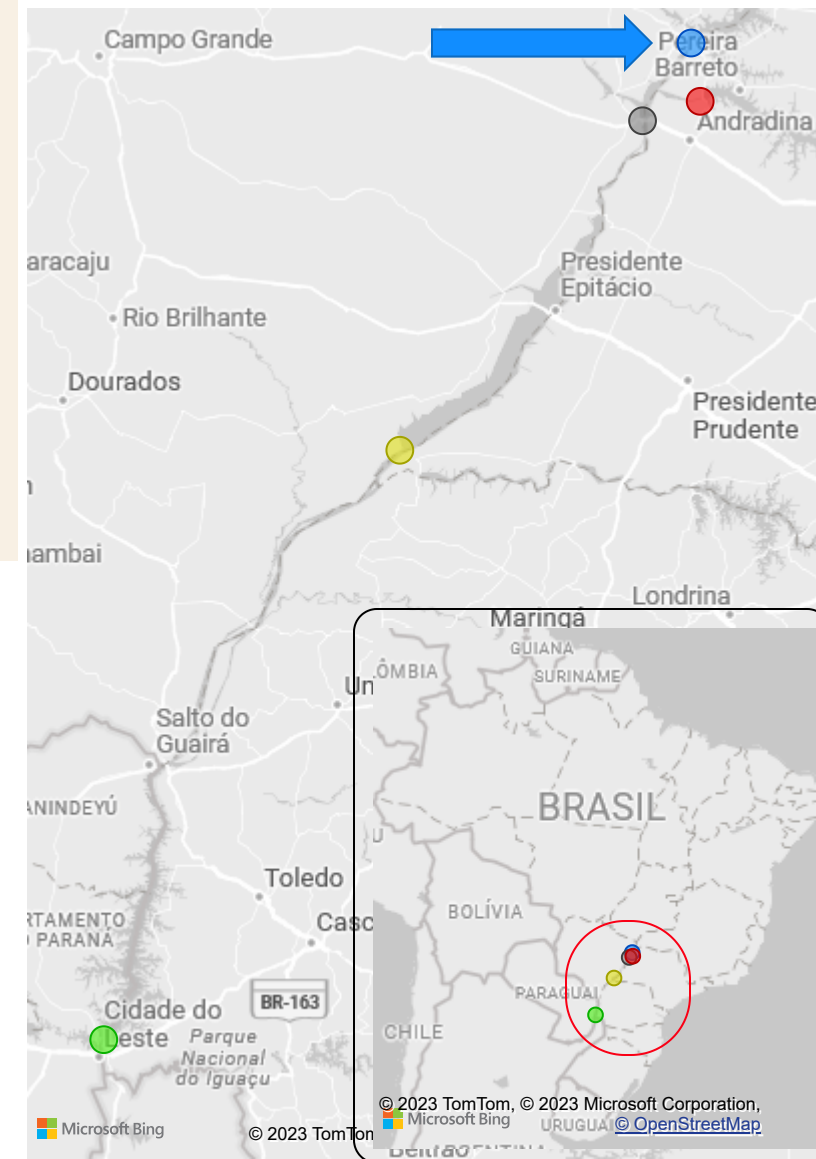 Campo Grande
Pereira
Barreto
Andradina
aracaju
Presidente
Epitácio
Rio Brilhante
Dourados
Presidente
Prudente
ambai
Londrina
Maringá
Salto do
Guairá
ANINDEYÚ
Toledo
RTAMENTO
PARANÁ
Casc
BR-163
Cidade do
Leste
Parque
Nacional
do Iguaçu
Microsoft Bing
© 2023 TomTom
GUIANA
ÔMBIA
SURINAME
BRASIL
BOLÍVIA
PARAGUAI
CHILE
© 2023 TomTom, © 2023 Microsoft Corporation,
Microsoft Bing
URUGUAI
© OpenStreetMap
Beltrão